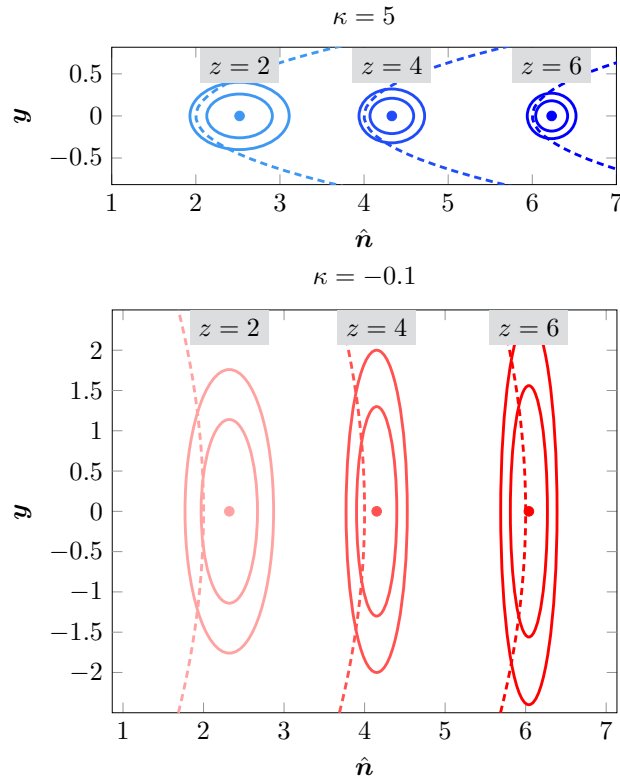 κ = 5
z = 2 z = 4 z = 6
0.5
0
−0.5
y
1 2 3 4 5 6 7
n̂
κ = −0.1
z = 2 z = 4 z = 6
2
1.5
1
0.5
0
−0.5
−1
−1.5
−2
y
1 2 3 4 5 6 7
n̂